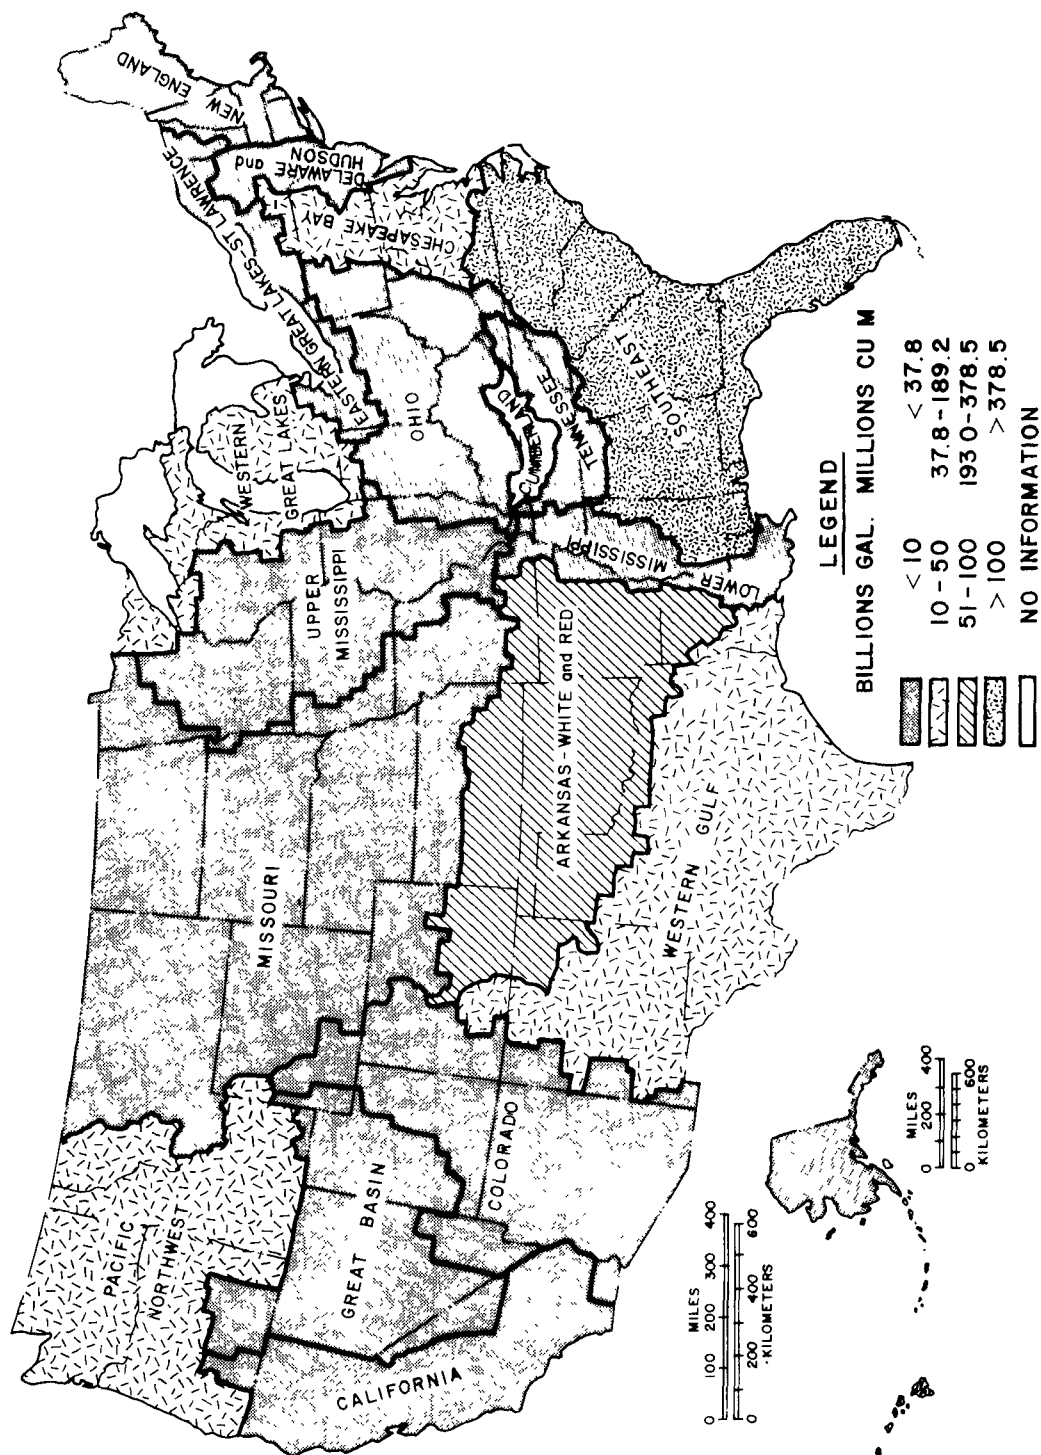 PACIFIC
NORTHWEST
CALIFORNIA
GREAT BASIN
COLORADO
MISSOURI
UPPER
MISSISSIPPI
WESTERN
GREAT LAKES
EASTERN GREAT LAKES-ST LAWRENCE
NEW
ENGLAND
DELAWARE and
HUDSON
CHESAPEAKE BAY
OHIO
CUMBERLAND
TENNESSEE
SOUTHEAST
LOWER MISSISSIPPI
ARKANSAS-WHITE and RED
WESTERN GULF
LEGEND
BILLIONS GAL. MILLIONS CU M
< 10 < 37.8
10 - 50 37.8-189.2
51-100 193.0-378.5
> 100 > 378.5
NO INFORMATION
MILES
0 100 200 300 400
0 200 400 600
KILOMETERS
MILES
0 200 400
0 600
KILOMETERS